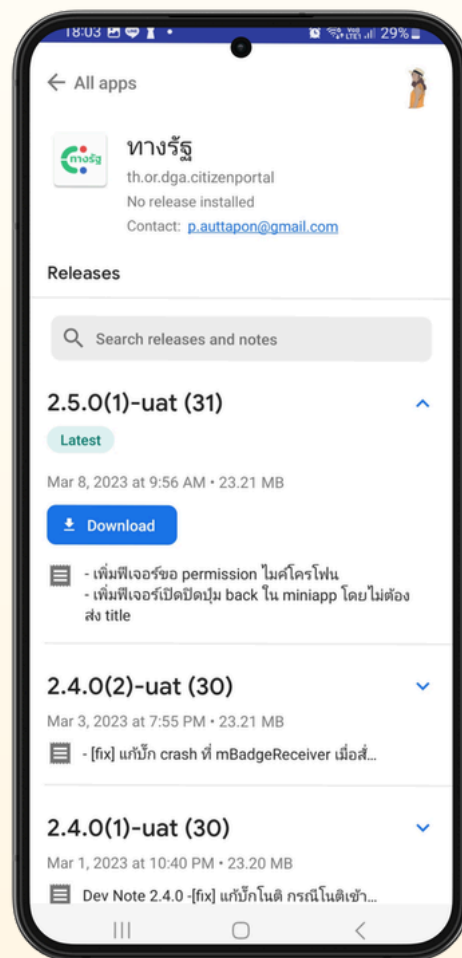 18:03 29%
← All apps
ทางรัฐ
ทางรัฐ
th.or.dga.citizenportal
No release installed
Contact: p.auttapon@gmail.com
Releases
Search releases and notes
2.5.0(1)-uat (31)
Latest
Mar 8, 2023 at 9:56 AM • 23.21 MB
Download
- เพิ่มฟีเจอร์ขอ permission ไมค์โครโฟน
- เพิ่มฟีเจอร์เปิดปิดปุ่ม back ใน miniapp โดยไม่ต้อง
ส่ง title
2.4.0(2)-uat (30)
Mar 3, 2023 at 7:55 PM • 23.21 MB
- [fix] แก้บั๊ก crash ที่ mBadgeReceiver เมื่อสั่...
2.4.0(1)-uat (30)
Mar 1, 2023 at 10:40 PM • 23.20 MB
Dev Note 2.4.0 -[fix] แก้บั๊กโนติ กรณีโนติเข้า...